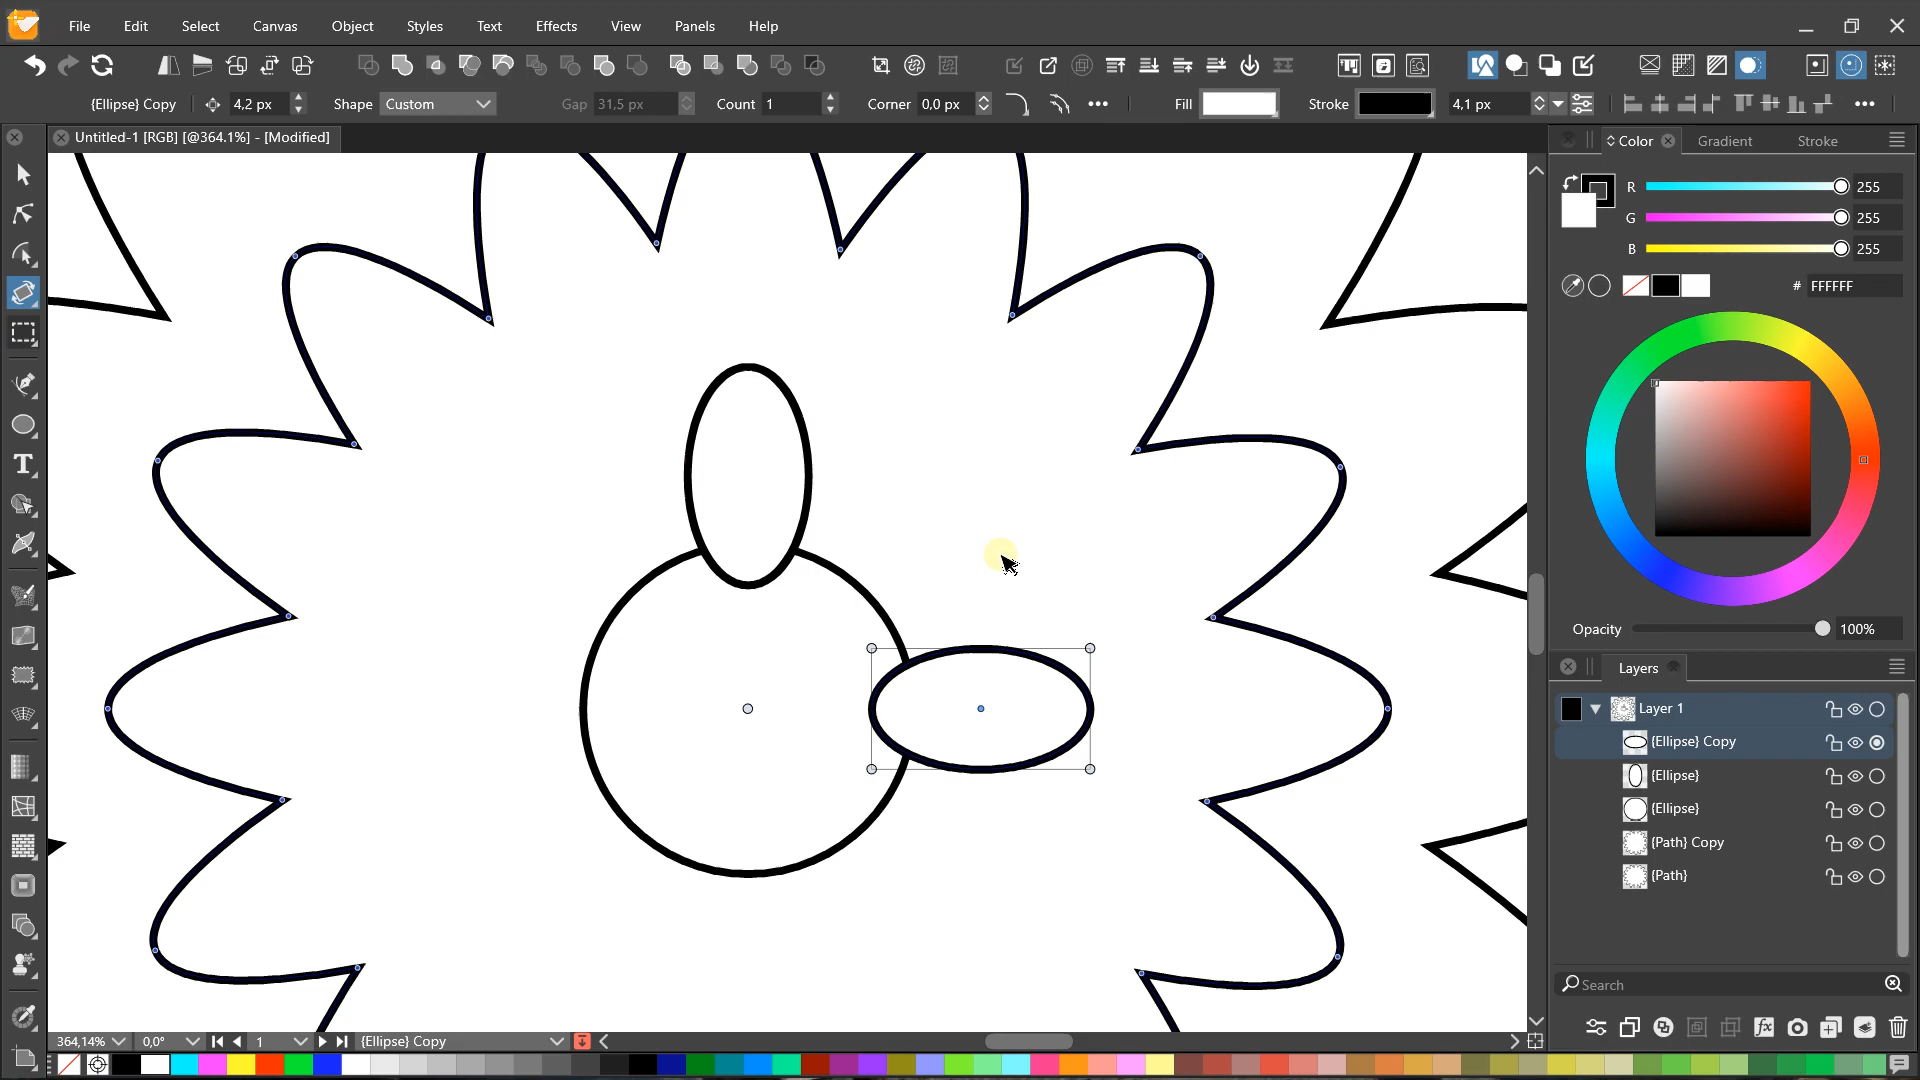 File Edit Select Canvas Object Styles Text Effects View Panels Help
{Ellipse} Copy 4,2 px Shape Custom Gap 31,5 px Count 1 Corner 0,0 px Fill Stroke 4,1 px
Untitled-1 [RGB] [@364.1%] - [Modified]
Color Gradient Stroke
R 255
G 255
B 255
# FFFFFF
Opacity 100%
Layers
Layer 1
{Ellipse} Copy
{Ellipse}
{Ellipse}
{Path} Copy
{Path}
Search
364,14% 0,0° 1 {Ellipse} Copy